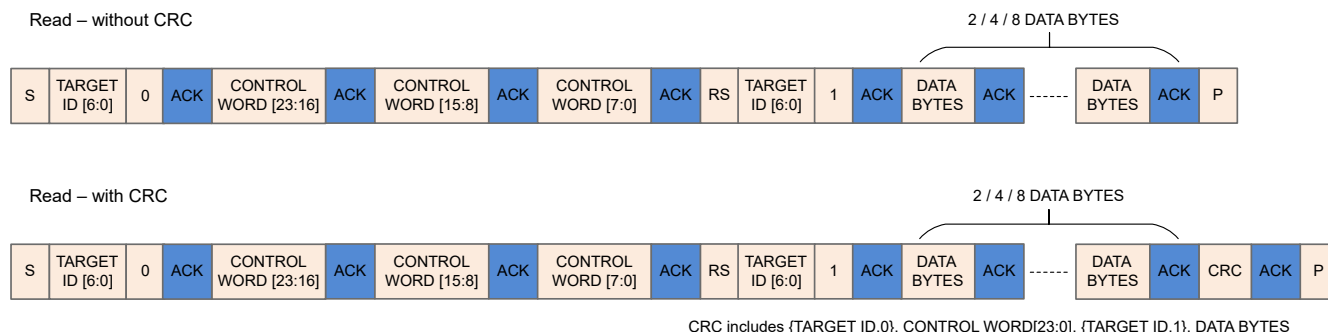 Read – without CRC
2 / 4 / 8 DATA BYTES
S TARGET ID [6:0] 0 ACK CONTROL WORD [23:16] ACK CONTROL WORD [15:8] ACK CONTROL WORD [7:0] ACK RS TARGET ID [6:0] 1 ACK DATA BYTES ACK ------ DATA BYTES ACK P
Read – with CRC
2 / 4 / 8 DATA BYTES
S TARGET ID [6:0] 0 ACK CONTROL WORD [23:16] ACK CONTROL WORD [15:8] ACK CONTROL WORD [7:0] ACK RS TARGET ID [6:0] 1 ACK DATA BYTES ACK ------ DATA BYTES ACK CRC ACK P
CRC includes {TARGET ID,0}, CONTROL WORD[23:0], {TARGET ID,1}, DATA BYTES